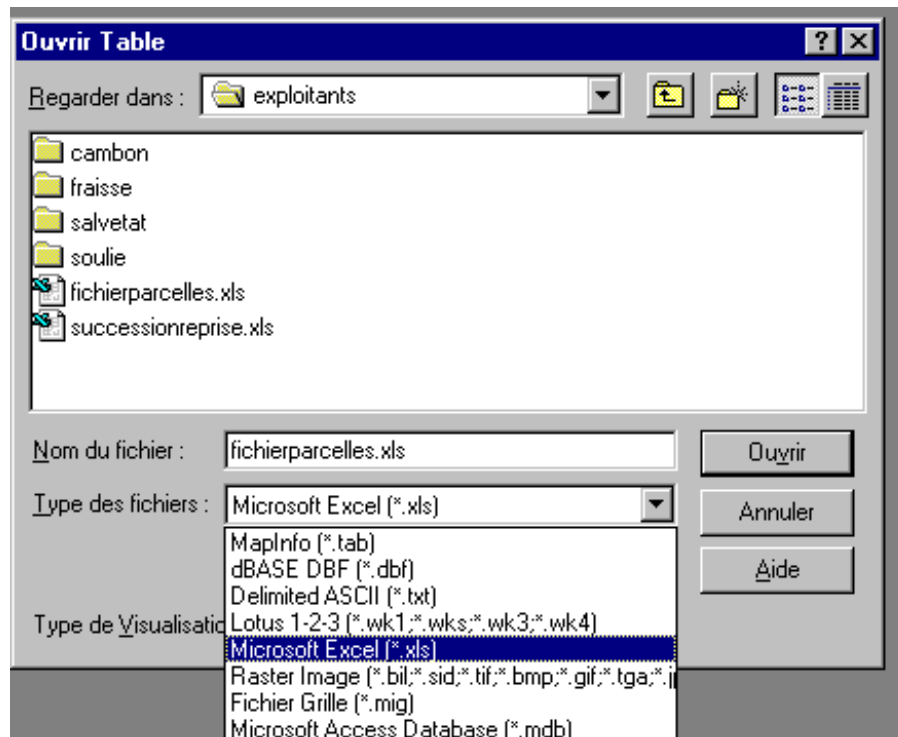 Ouvrir Table
Regarder dans : exploitants
cambon
fraisse
salvetat
soulie
fichierparcelles.xls
successionreprise.xls
Nom du fichier : fichierparcelles.xls Ouvrir
Type des fichiers : Microsoft Excel (*.xls) Annuler
MapInfo (*.tab)
dBASE DBF (*.dbf) Aide
Delimited ASCII (*.txt)
Type de Visualisatio Lotus 1-2-3 (*.wk1;*.wks;*.wk3;*.wk4)
Microsoft Excel (*.xls)
Raster Image (*.bil;*.sid;*.tif;*.bmp;*.gif;*.tga;*.j
Fichier Grille (*.mig)
Microsoft Access Database (*.mdb)